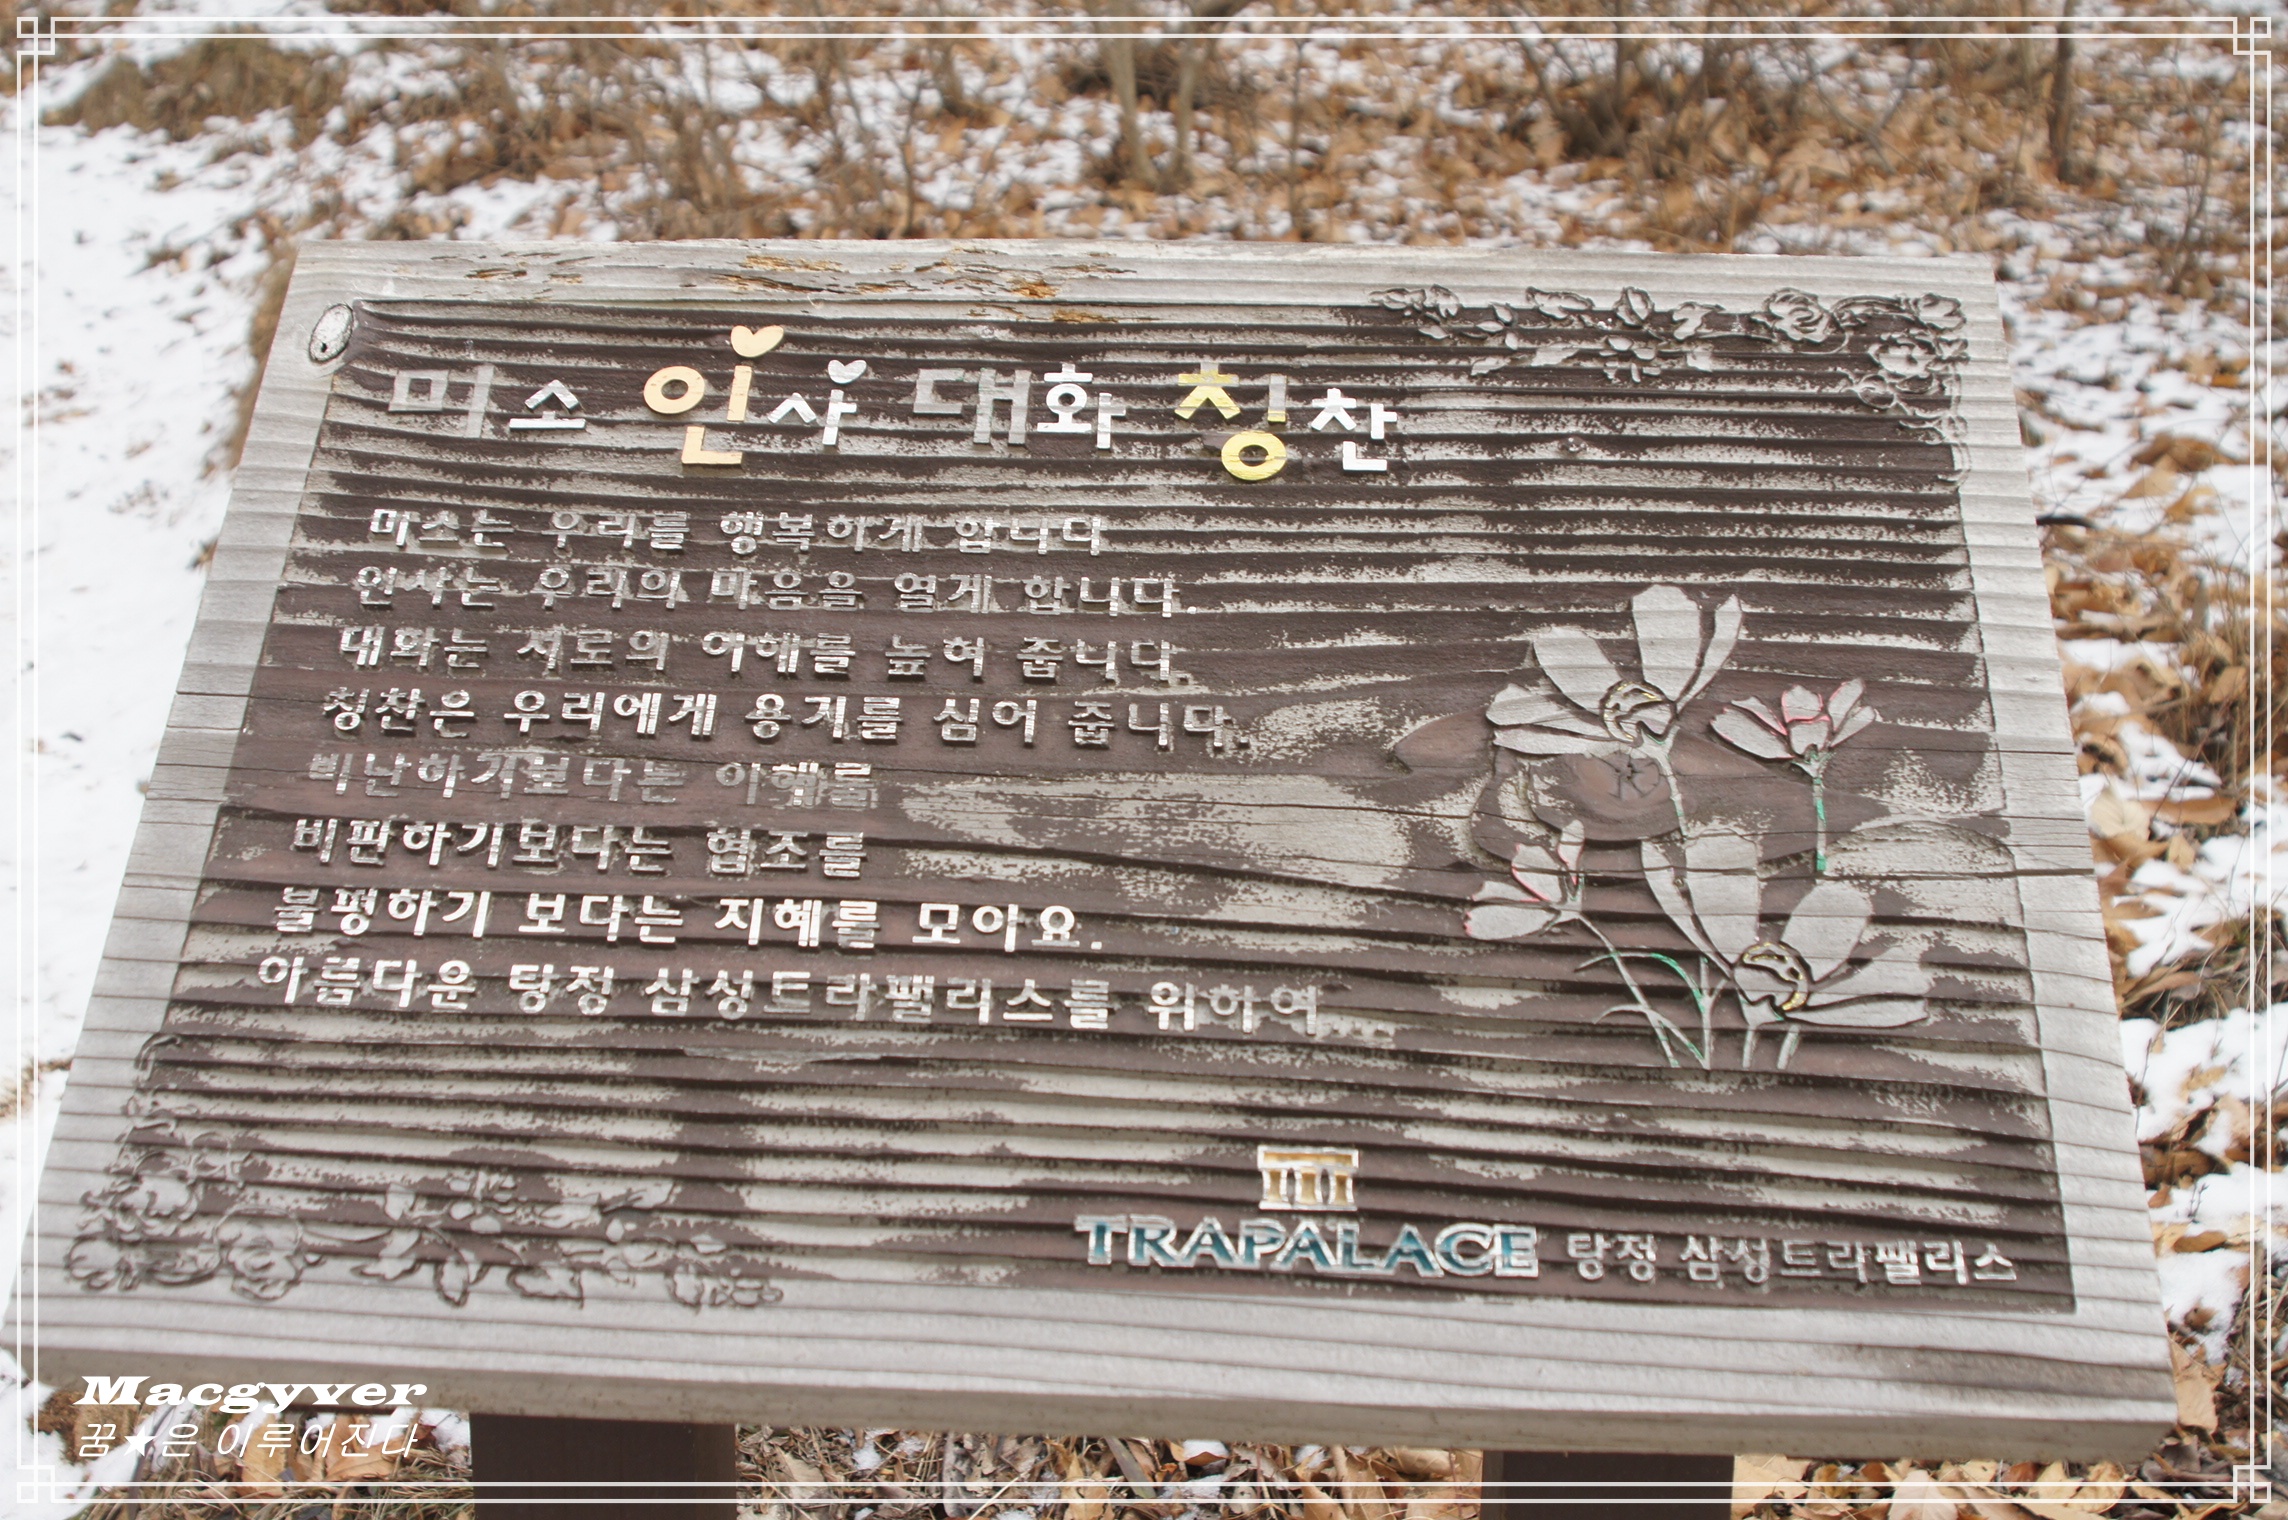 미소 인사 대화 칭찬
미소는 우리를 행복하게 합니다
인사는 우리의 마음을 열게 합니다.
대화는 서로의 이해를 높혀 줍니다.
칭찬은 우리에게 용기를 심어 줍니다.
비난하기보다는 이해를
비판하기보다는 협조를
불평하기 보다는 지혜를 모아요.
아름다운 탕정 삼성트라팰리스를 위하여...
TRAPALACE 탕정 삼성트라팰리스
Macgyver
꿈★은 이루어진다